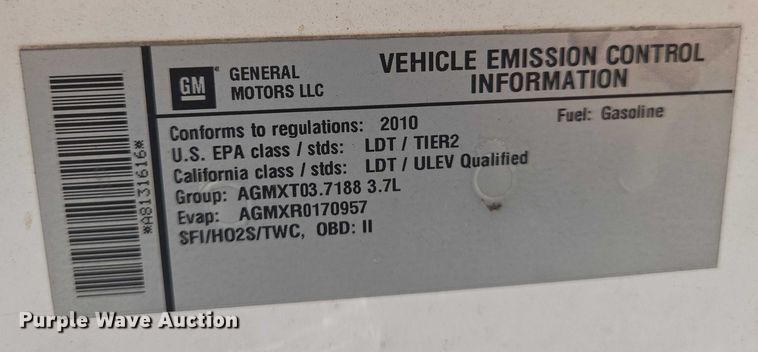 GM
GENERAL
MOTORS LLC
VEHICLE EMISSION CONTROL
INFORMATION
Conforms to regulations: 2010
Fuel: Gasoline
U.S. EPA class / stds: LDT / TIER2
California class / stds: LDT / ULEV Qualified
Group: AGMXT03.7188 3.7L
Evap: AGMXR0170957
SFI/HO2S/TWC, OBD: II
*A8131616*
Purple Wave Auction